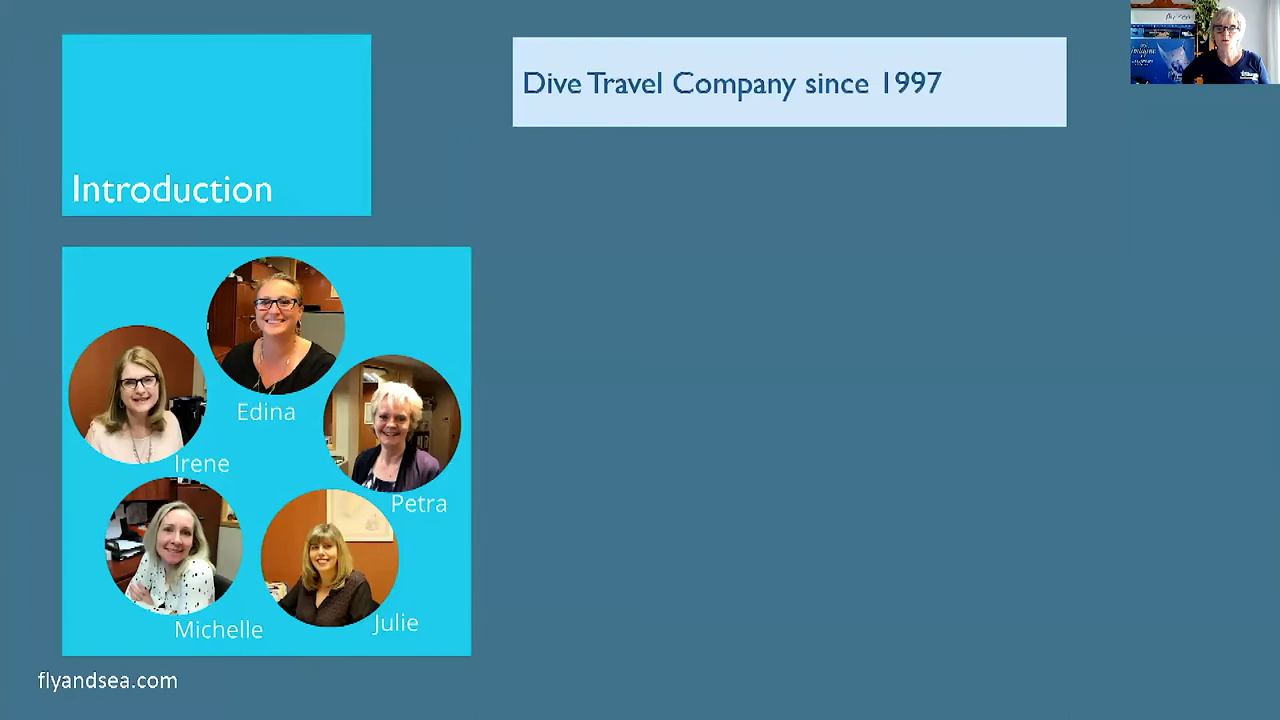 Introduction
Dive Travel Company since 1997
Edina
Irene
Petra
Michelle
Julie
flyandsea.com